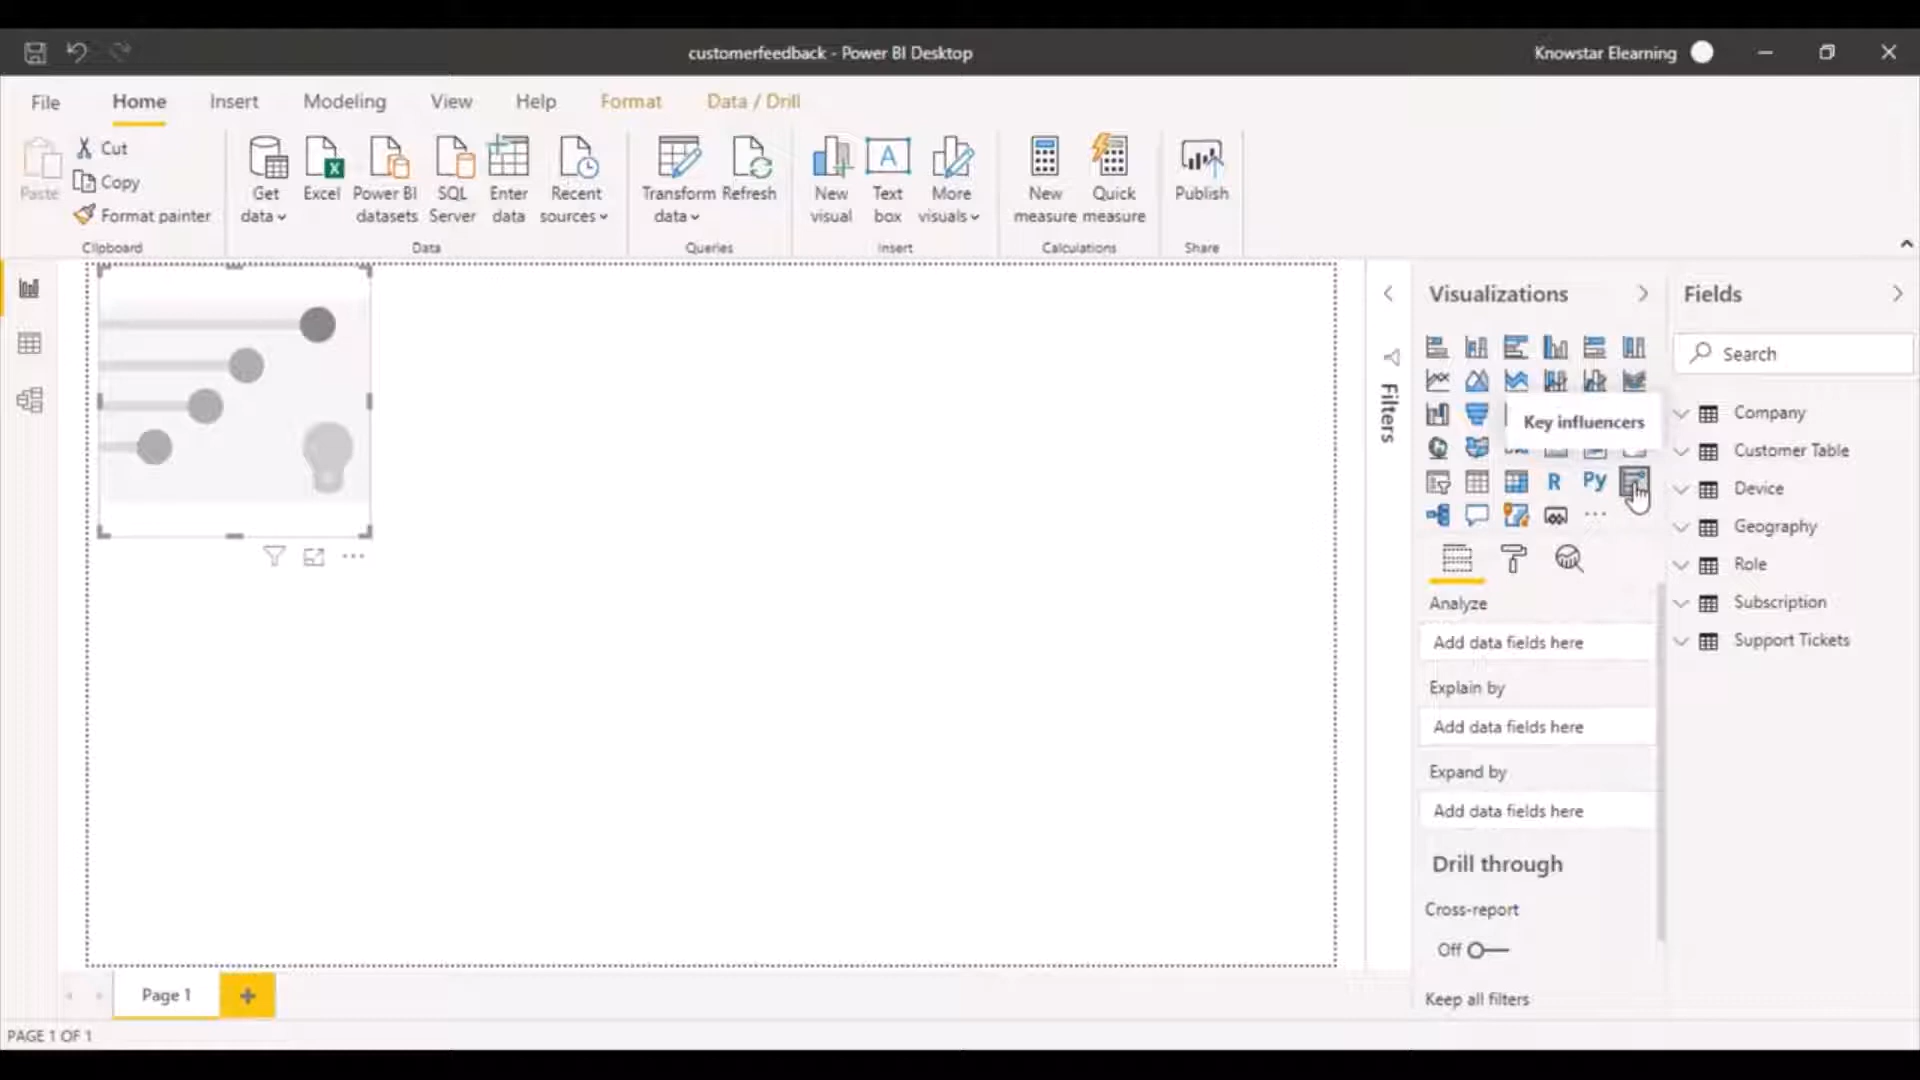 customerfeedback - Power BI Desktop
Knowstar Elearning
File Home Insert Modeling View Help Format Data / Drill
Paste
Cut
Copy
Format painter
Clipboard
Get data
Excel
Power BI datasets
SQL Server
Enter data
Recent sources
Data
Transform data
Refresh
Queries
New visual
Text box
More visuals
Insert
New measure
Quick measure
Calculations
Publish
Share
Filters
Visualizations
Key influencers
R
Py
Analyze
Add data fields here
Explain by
Add data fields here
Expand by
Add data fields here
Drill through
Cross-report
Off
Keep all filters
Fields
Search
Company
Customer Table
Device
Geography
Role
Subscription
Support Tickets
Page 1
PAGE 1 OF 1